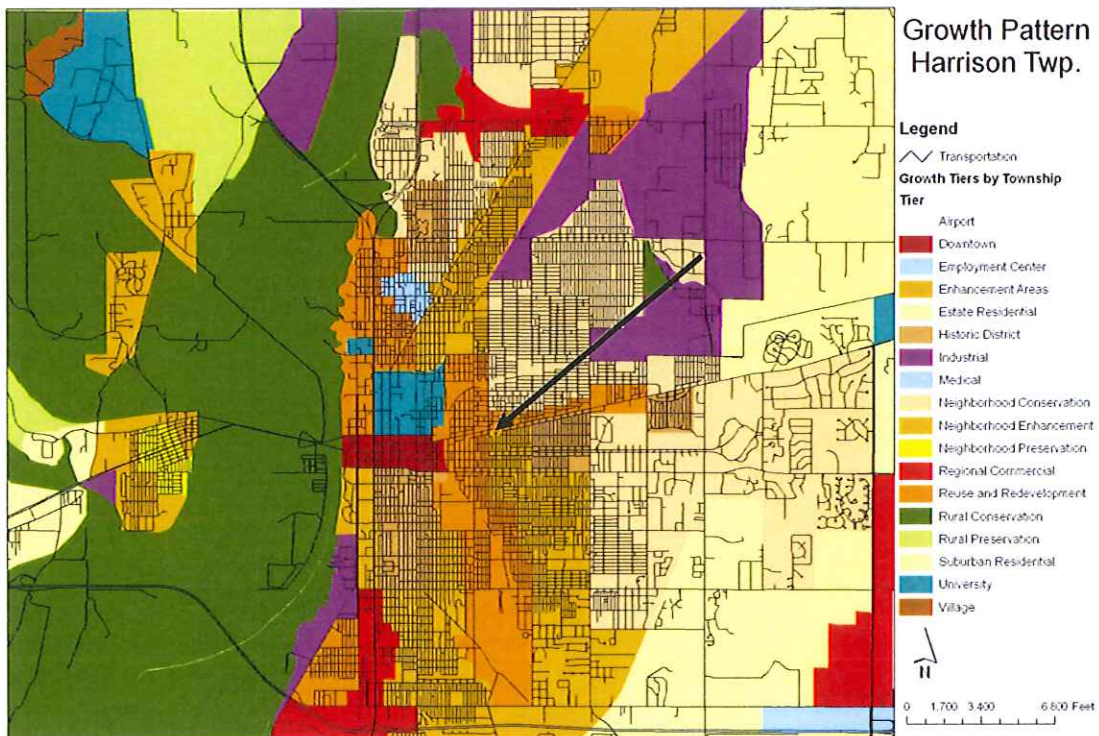 Growth Pattern
Harrison Twp.
Legend
Transportation
Growth Tiers by Township
Tier
Airport
Downtown
Employment Center
Enhancement Areas
Estate Residential
Historic District
Industrial
Medical
Neighborhood Conservation
Neighborhood Enhancement
Neighborhood Preservation
Regional Commercial
Reuse and Redevelopment
Rural Conservation
Rural Preservation
Suburban Residential
University
Village
N
0 1,700 3,400 6,800 Feet